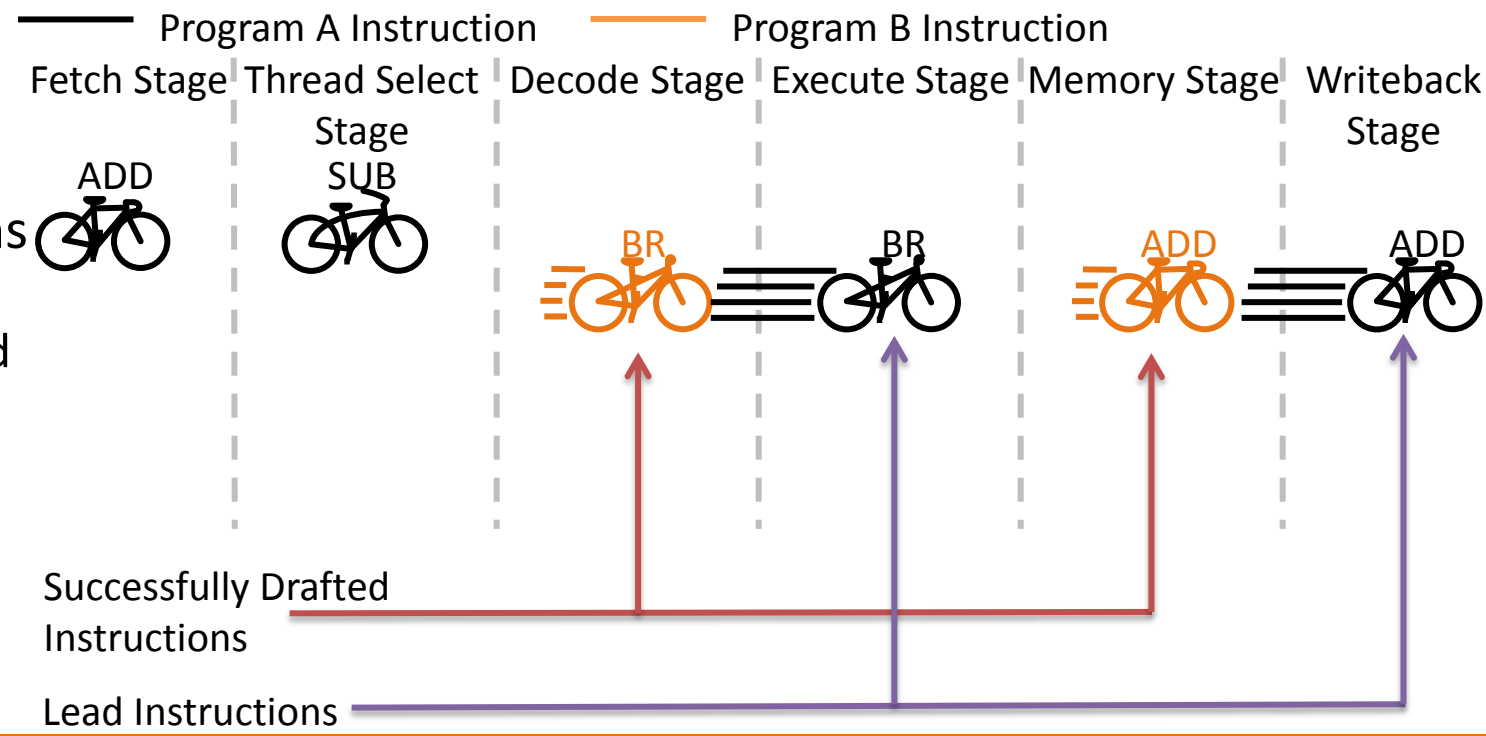 Program A Instruction
Program B Instruction
Fetch Stage
Thread Select
Stage
Decode Stage
Execute Stage
Memory Stage
Writeback
Stage
ADD
SUB
BR
BR
ADD
ADD
Successfully Drafted
Instructions
Lead Instructions